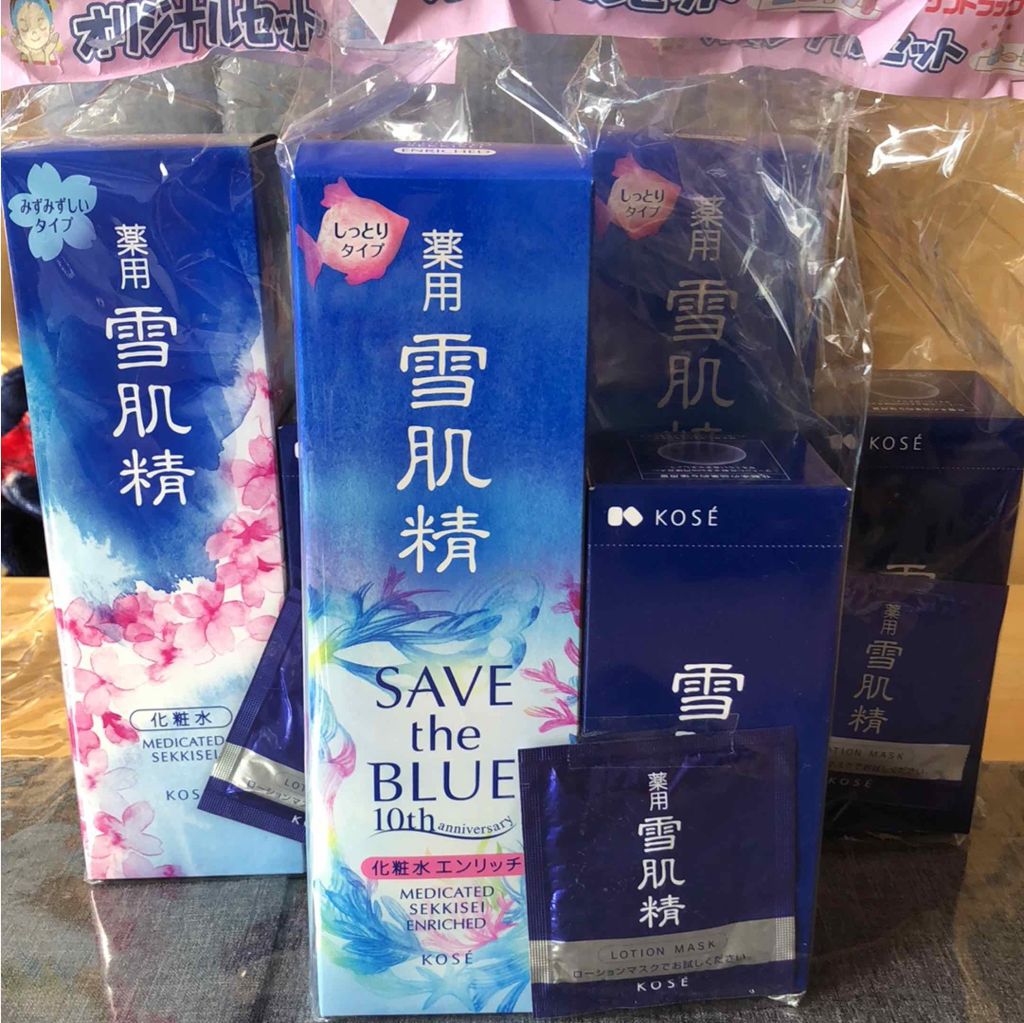 オリジナルセット
ルセット
みずみずしい
タイプ
薬用
雪肌精
化粧水
MEDICATED
SEKKISEI
ENRICHED
しっとり
タイプ
薬用
雪肌精
SAVE
the
BLUE
10th anniversary
化粧水 エンリッチ
MEDICATED
SEKKISEI
ENRICHED
KOSÉ
しっとり
タイプ
薬用
雪肌
KOSÉ
雪
薬用
雪肌精
LOTION MASK
ローションマスクでお試しください。
KOSÉ
KOSÉ
薬用
雪肌精
LOTION MASK
KOSÉ